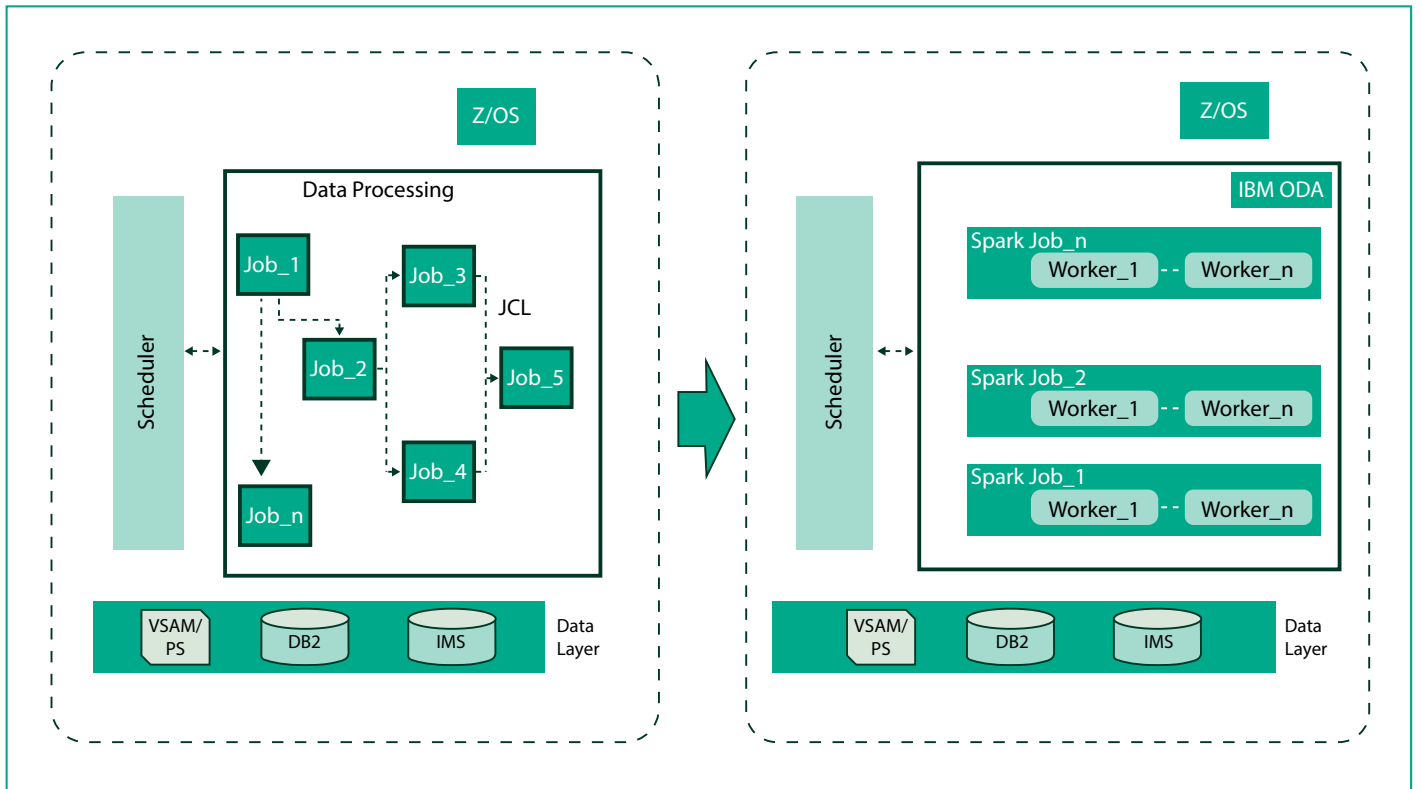 Z/OS
Data Processing
Scheduler
Job_1
Job_2
Job_3
JCL
Job_4
Job_5
Job_n
VSAM/
PS
DB2
IMS
Data
Layer
Z/OS
IBM ODA
Scheduler
Spark Job_n
Worker_1 -- Worker_n
Spark Job_2
Worker_1 -- Worker_n
Spark Job_1
Worker_1 -- Worker_n
VSAM/
PS
DB2
IMS
Data
Layer